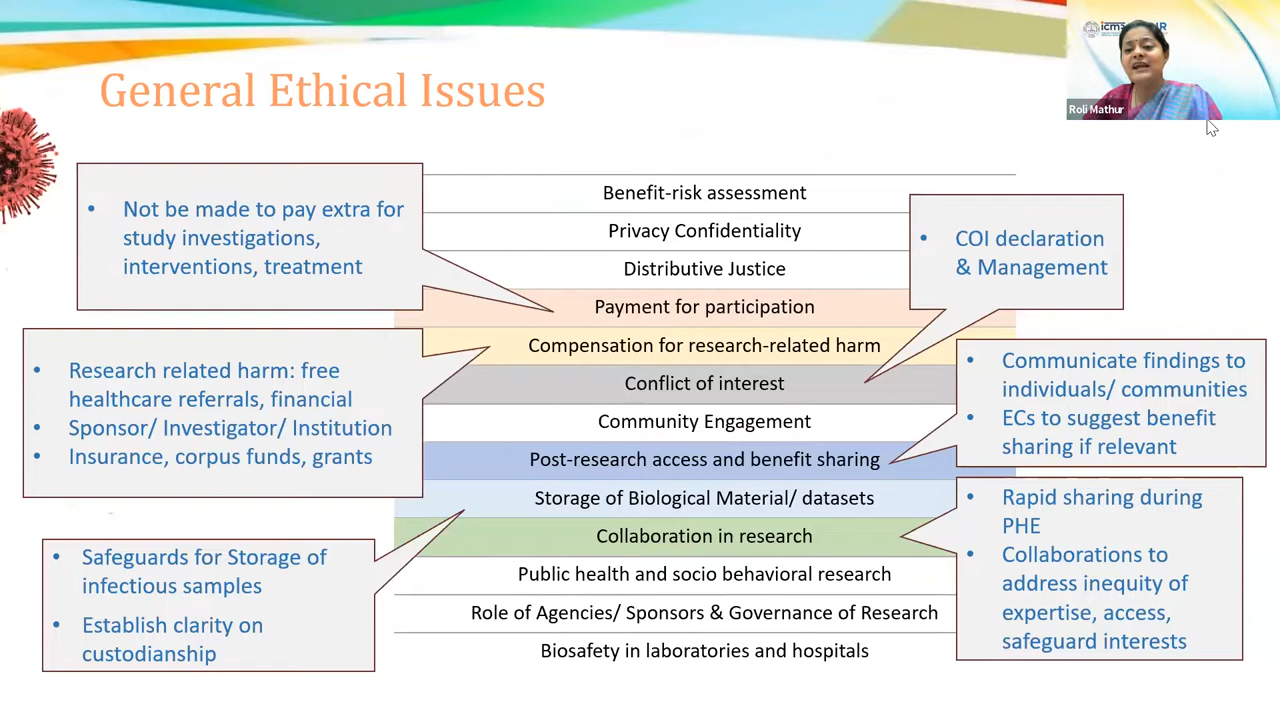 General Ethical Issues
icmr
Roli Mathur
Benefit-risk assessment
Privacy Confidentiality
Distributive Justice
Payment for participation
Compensation for research-related harm
Conflict of interest
Community Engagement
Post-research access and benefit sharing
Storage of Biological Material/ datasets
Collaboration in research
Public health and socio behavioral research
Role of Agencies/ Sponsors & Governance of Research
Biosafety in laboratories and hospitals
• Not be made to pay extra for
study investigations,
interventions, treatment
• Research related harm: free
healthcare referrals, financial
• Sponsor/ Investigator/ Institution
• Insurance, corpus funds, grants
• Safeguards for Storage of
infectious samples
• Establish clarity on
custodianship
• COI declaration
& Management
• Communicate findings to
individuals/ communities
• ECs to suggest benefit
sharing if relevant
• Rapid sharing during
PHE
• Collaborations to
address inequity of
expertise, access,
safeguard interests